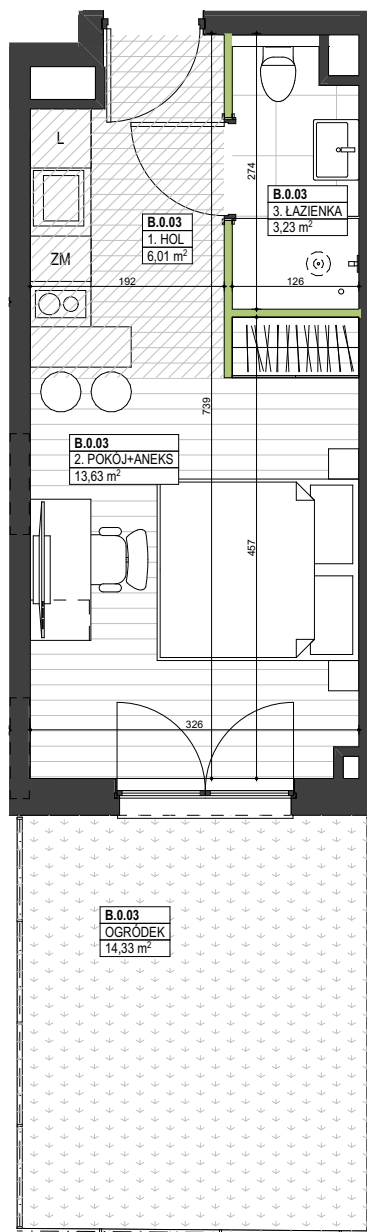 L
B.0.03
3. ŁAZIENKA
3,23 m²
274
B.0.03
1. HOL
6,01 m²
ZM
192
126
739
B.0.03
2. POKÓJ+ANEKS
13,63 m²
457
326
B.0.03
OGRÓDEK
14,33 m²